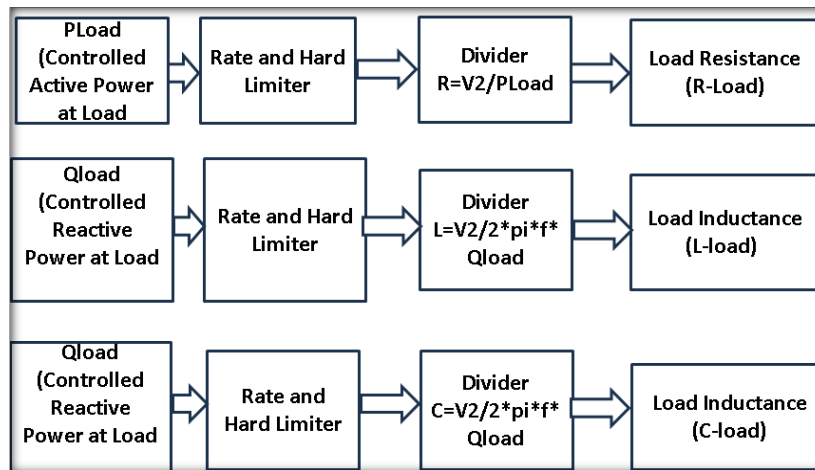 PLoad
(Controlled
Active Power
at Load
Rate and Hard
Limiter
Divider
R=V2/PLoad
Load Resistance
(R-Load)
Qload
(Controlled
Reactive
Power at Load
Rate and Hard
Limiter
Divider
L=V2/2*pi*f*
Qload
Load Inductance
(L-load)
Qload
(Controlled
Reactive
Power at Load
Rate and
Hard Limiter
Divider
C=V2/2*pi*f*
Qload
Load Inductance
(C-load)